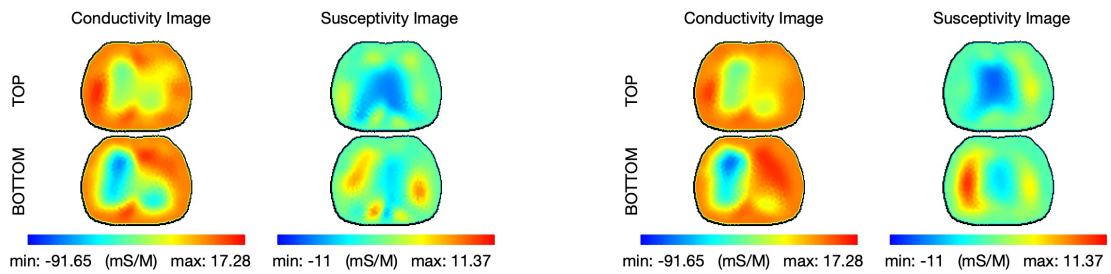 Conductivity Image Susceptivity Image Conductivity Image Susceptivity Image
TOP TOP
BOTTOM BOTTOM
min: -91.65 (mS/M) max: 17.28 min: -11 (mS/M) max: 11.37 min: -91.65 (mS/M) max: 17.28 min: -11 (mS/M) max: 11.37